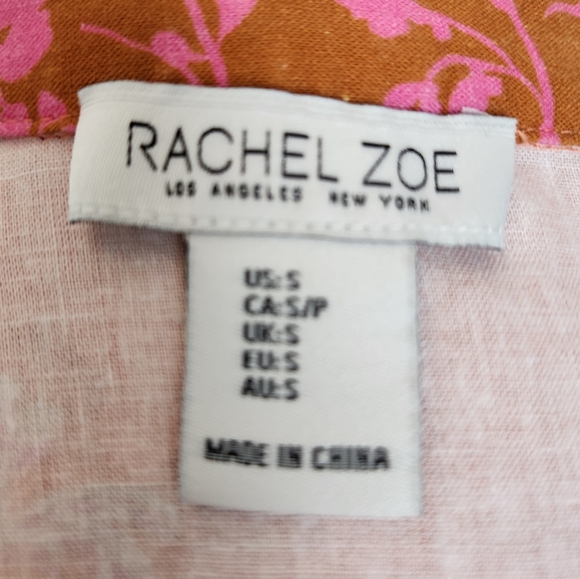 RACHEL ZOE
LOS ANGELES NEW YORK
US:S
CA:S/P
UK:S
EU:S
AU:S
MADE IN CHINA